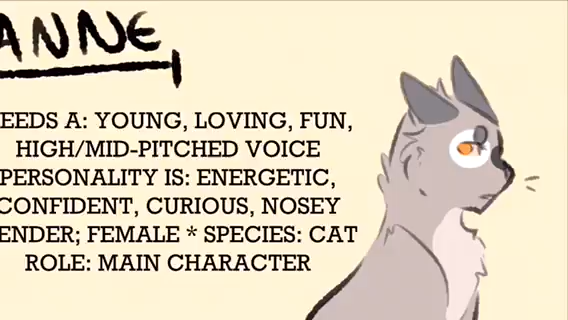 ANNE
EEDS A: YOUNG, LOVING, FUN,
HIGH/MID-PITCHED VOICE
PERSONALITY IS: ENERGETIC,
CONFIDENT, CURIOUS, NOSEY
ENDER; FEMALE * SPECIES: CAT
ROLE: MAIN CHARACTER